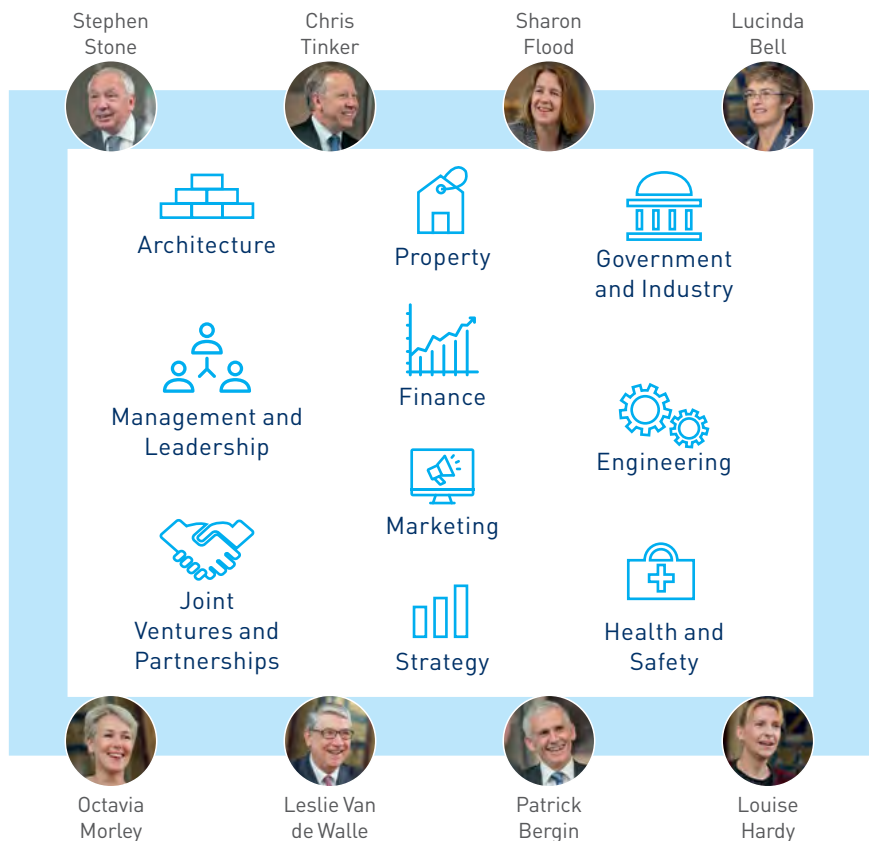 Stephen
Stone
Chris
Tinker
Sharon
Flood
Lucinda
Bell
Architecture
Property
Government
and Industry
Management and
Leadership
Finance
Engineering
Marketing
Joint
Ventures and
Partnerships
Strategy
Health and
Safety
Octavia
Morley
Leslie Van
de Walle
Patrick
Bergin
Louise
Hardy